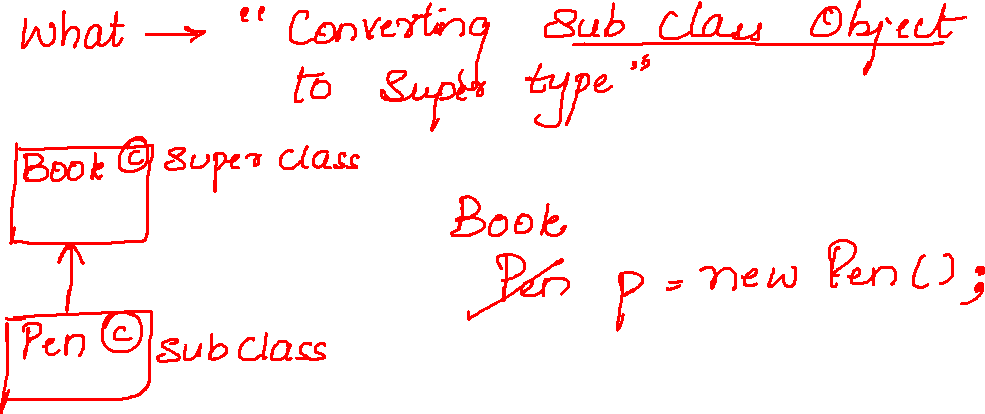 What → "Converting Sub Class Object
to Super type"
Book © Super class
Book
Pen p = new Pen();
Pen © Sub class